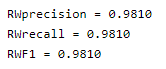 RWprecision = 0.9810
RWrecall = 0.9810
RWF1 = 0.9810